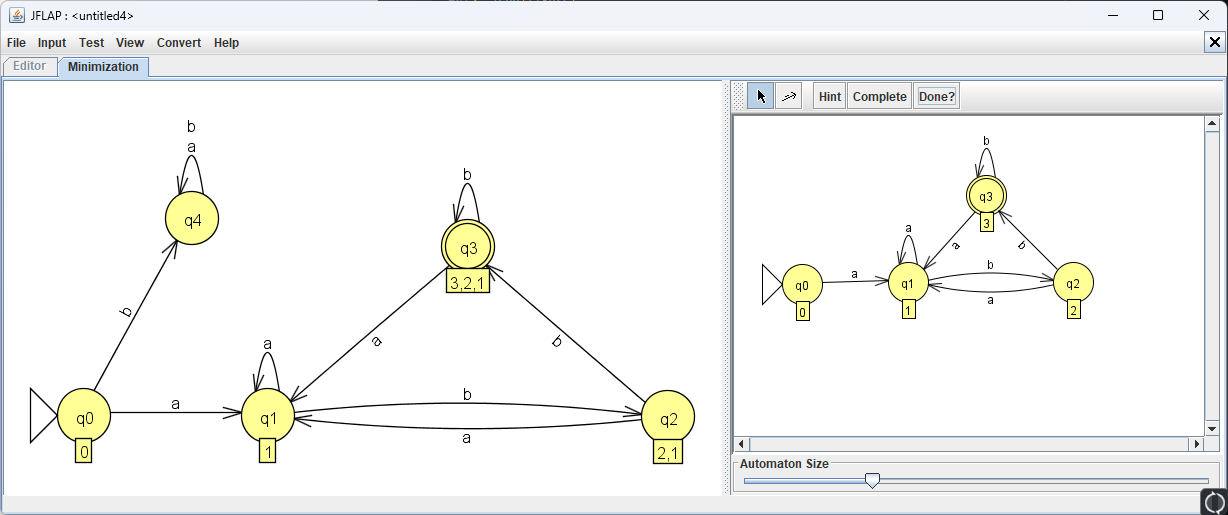 JFLAP : <untitled4>
File Input Test View Convert Help
Editor Minimization
Hint Complete Done?
b
a
q4
b
q3
3,2,1
b
a
b
a
q0
0
a
q1
1
b
a
q2
2,1
b
q3
3
a
b
a
q0
0
a
q1
1
b
a
q2
2
Automaton Size